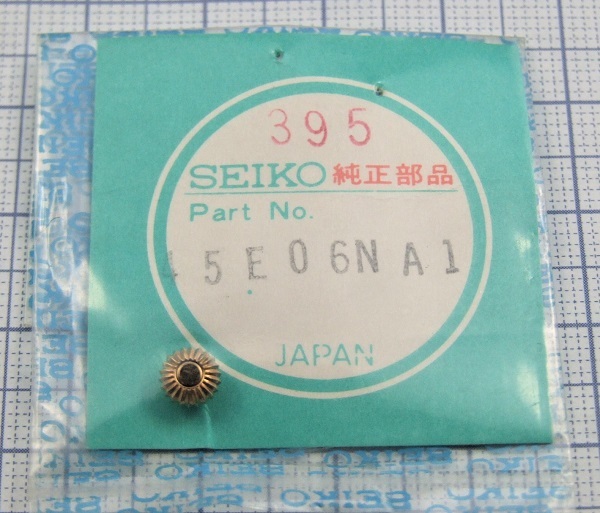 395
SEIKO 純正部品
Part No.
45E06NA1
JAPAN